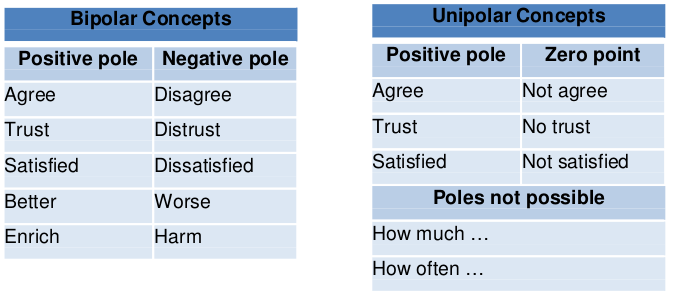 Bipolar Concepts
Positive pole Negative pole
Agree Disagree
Trust Distrust
Satisfied Dissatisfied
Better Worse
Enrich Harm
Unipolar Concepts
Positive pole Zero point
Agree Not agree
Trust No trust
Satisfied Not satisfied
Poles not possible
How much …
How often …